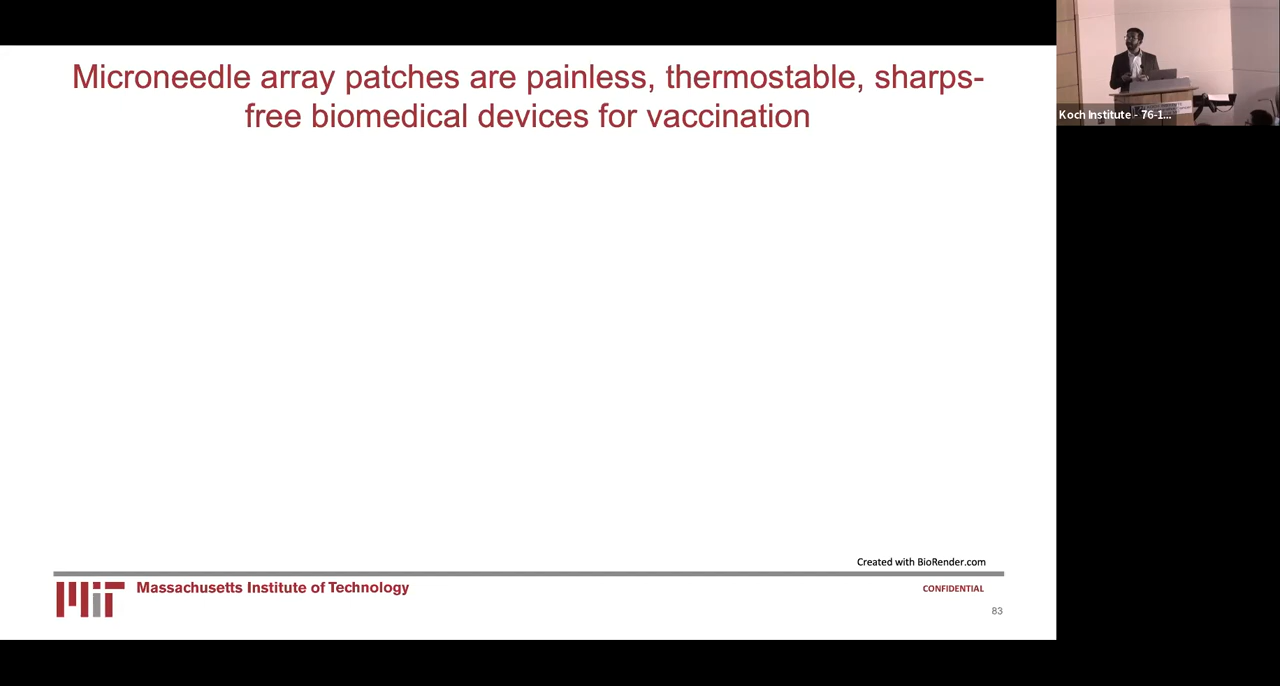 Microneedle array patches are painless, thermostable, sharps-
free biomedical devices for vaccination
Koch Institute - 76-1...
Created with BioRender.com
MiT
Massachusetts Institute of Technology
CONFIDENTIAL
83